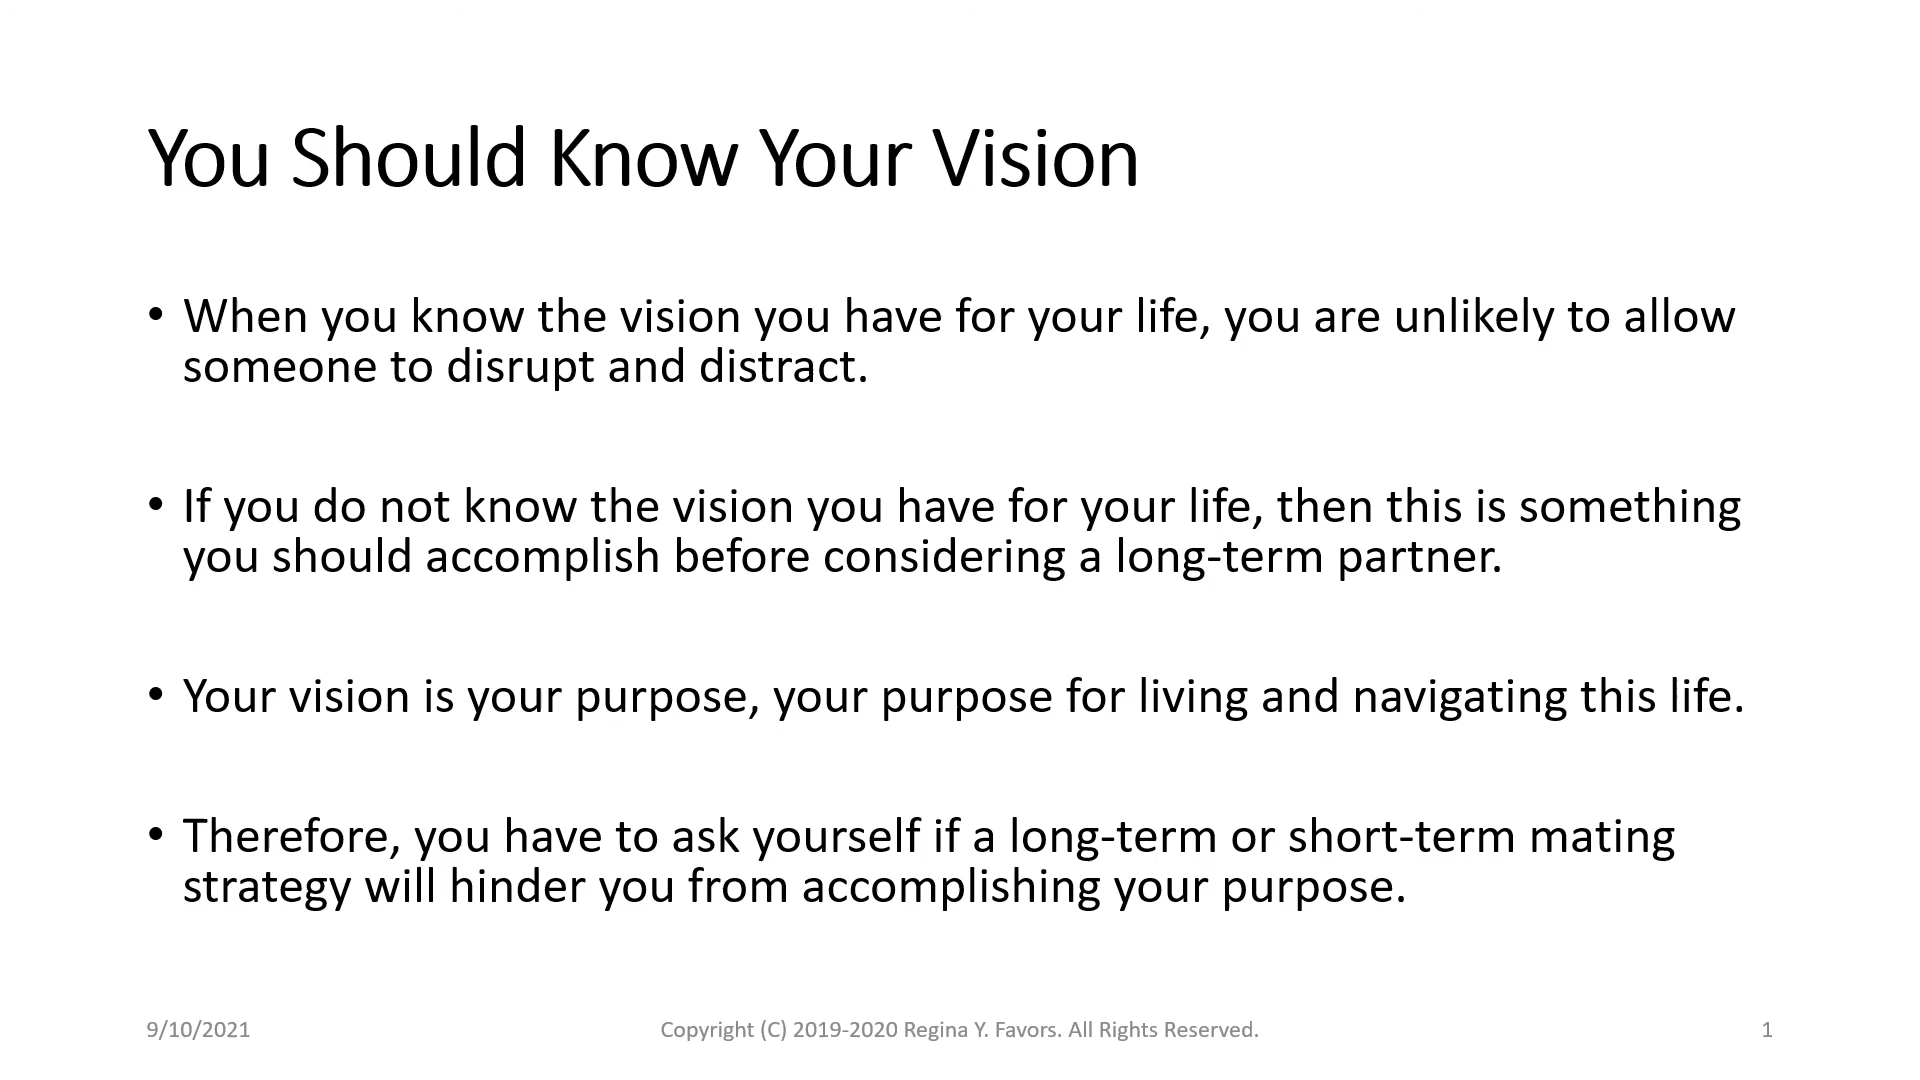 You Should Know Your Vision
• When you know the vision you have for your life, you are unlikely to allow
someone to disrupt and distract.
• If you do not know the vision you have for your life, then this is something
you should accomplish before considering a long-term partner.
• Your vision is your purpose, your purpose for living and navigating this life.
• Therefore, you have to ask yourself if a long-term or short-term mating
strategy will hinder you from accomplishing your purpose.
9/10/2021
Copyright (C) 2019-2020 Regina Y. Favors. All Rights Reserved.
1